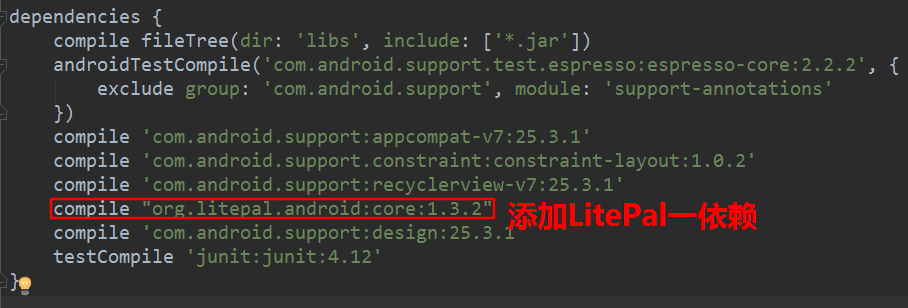 dependencies {
    compile fileTree(dir: 'libs', include: ['*.jar'])
    androidTestCompile('com.android.support.test.espresso:espresso-core:2.2.2', {
        exclude group: 'com.android.support', module: 'support-annotations'
    })
    compile 'com.android.support:appcompat-v7:25.3.1'
    compile 'com.android.support.constraint:constraint-layout:1.0.2'
    compile 'com.android.support:recyclerview-v7:25.3.1'
    compile "org.litepal.android:core:1.3.2" 添加LitePal一依赖
    compile 'com.android.support:design:25.3.1
    testCompile 'junit:junit:4.12'
}